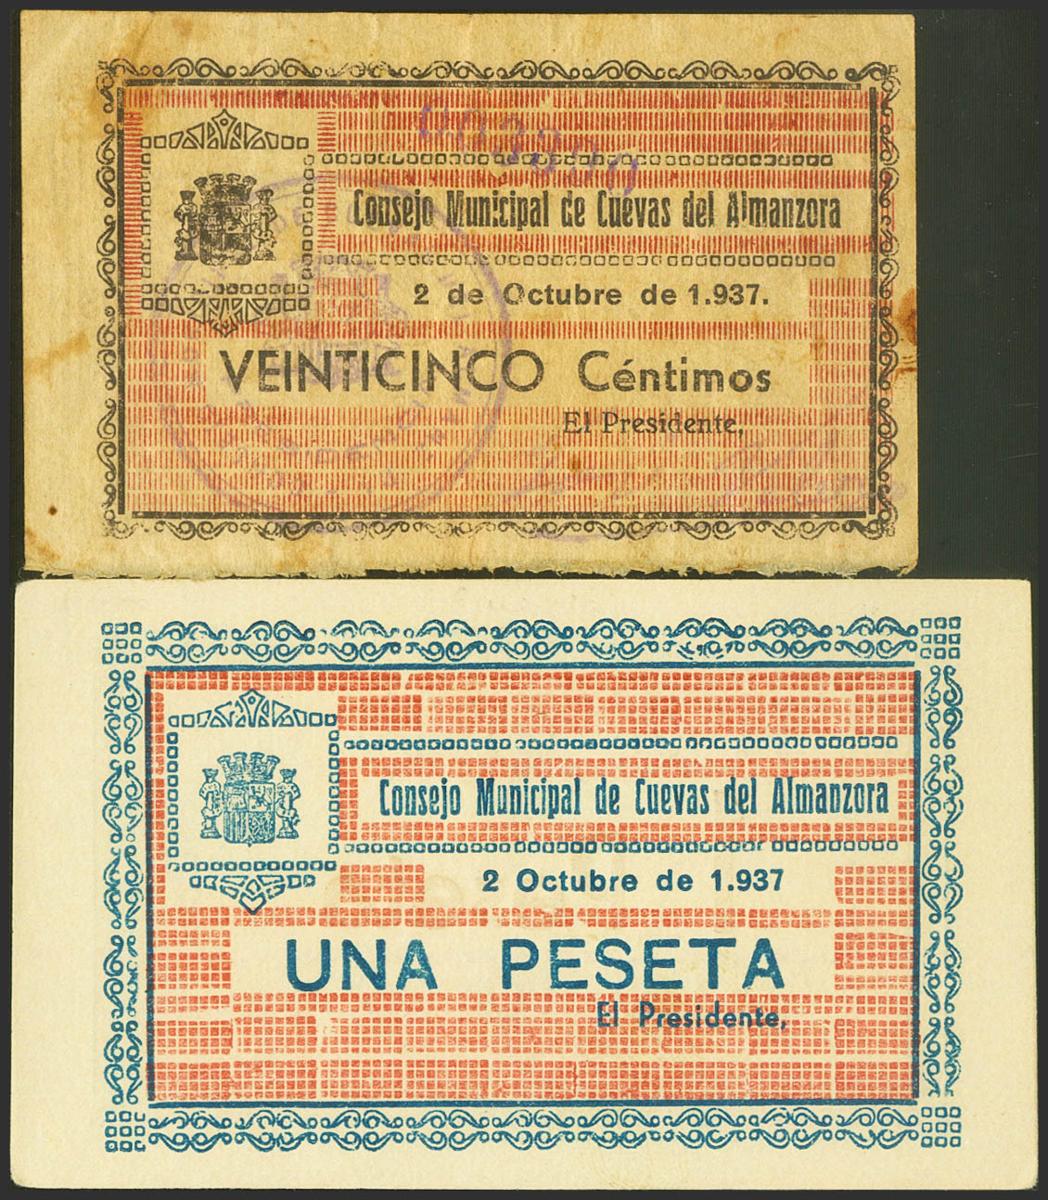 Consejo Municipal de Cuevas del Almanzora
2 de Octubre de 1.937.
VEINTICINCO Céntimos
El Presidente,
Consejo Municipal de Cuevas del Almanzora
2 Octubre de 1.937
UNA PESETA
El Presidente,